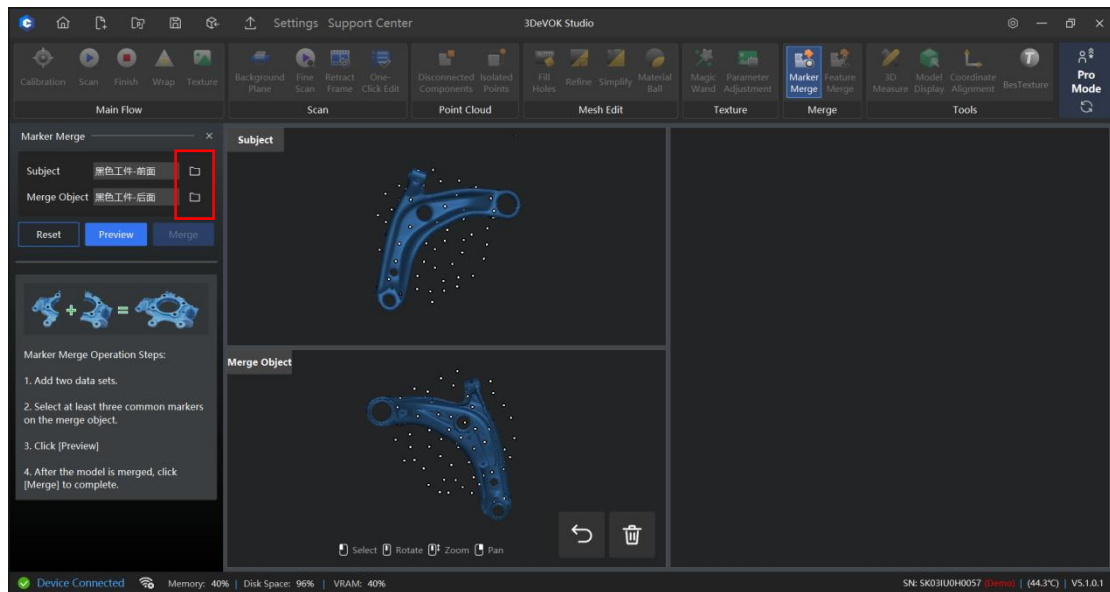 Settings Support Center
3DeVOK Studio
Calibration Scan Finish Wrap Texture
Main Flow
Background Plane Fine Scan Retract Frame One-Click Edit
Scan
Disconnected Components Isolated Points
Point Cloud
Fill Holes Refine Simplify Material Ball
Mesh Edit
Magic Wand Parameter Adjustment
Texture
Marker Merge Feature Merge
Merge
3D Measure Model Display Coordinate Alignment BesTexture
Tools
Pro Mode
Marker Merge
Subject 黑色工件-前面
Merge Object 黑色工件-后面
Reset Preview Merge
Marker Merge Operation Steps:
1. Add two data sets.
2. Select at least three common markers
on the merge object.
3. Click [Preview]
4. After the model is merged, click
[Merge] to complete.
Subject
Merge Object
Select Rotate Zoom Pan
Device Connected Memory: 40% | Disk Space: 96% | VRAM: 40%
SN: SK03IU0H0057 (Demo) | (44.3℃) | V5.1.0.1